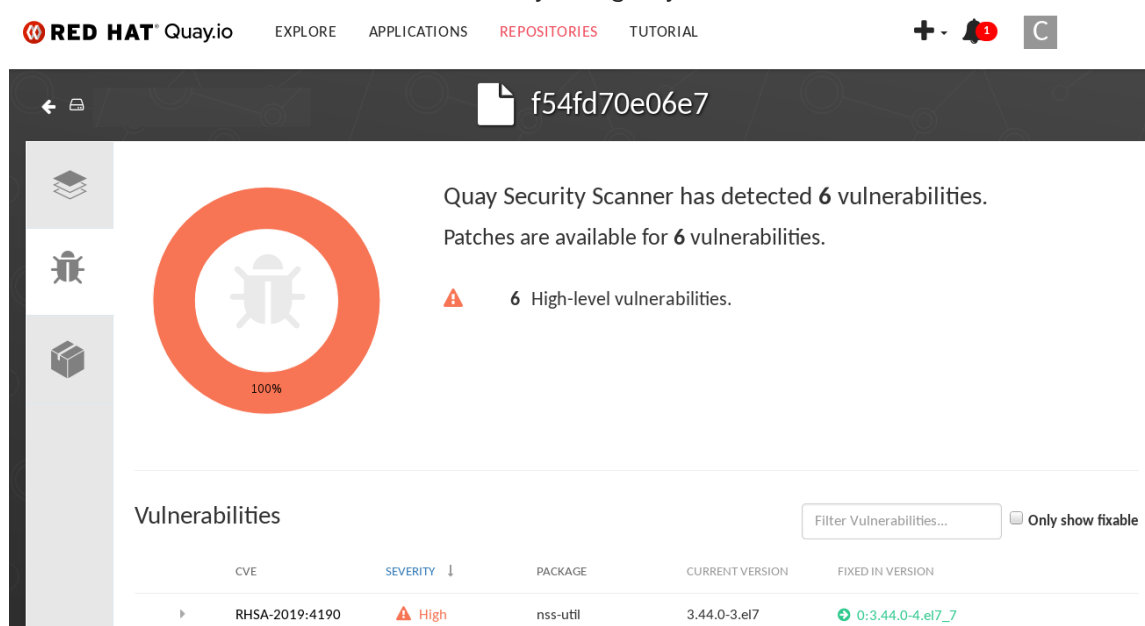 RED HAT® Quay.io EXPLORE APPLICATIONS REPOSITORIES TUTORIAL 1 C
f54fd70e06e7
Quay Security Scanner has detected 6 vulnerabilities.
Patches are available for 6 vulnerabilities.
6 High-level vulnerabilities.
100%
Vulnerabilities
Filter Vulnerabilities... Only show fixable
CVE SEVERITY ↓ PACKAGE CURRENT VERSION FIXED IN VERSION
RHSA-2019:4190 High nss-util 3.44.0-3.el7 0:3.44.0-4.el7_7